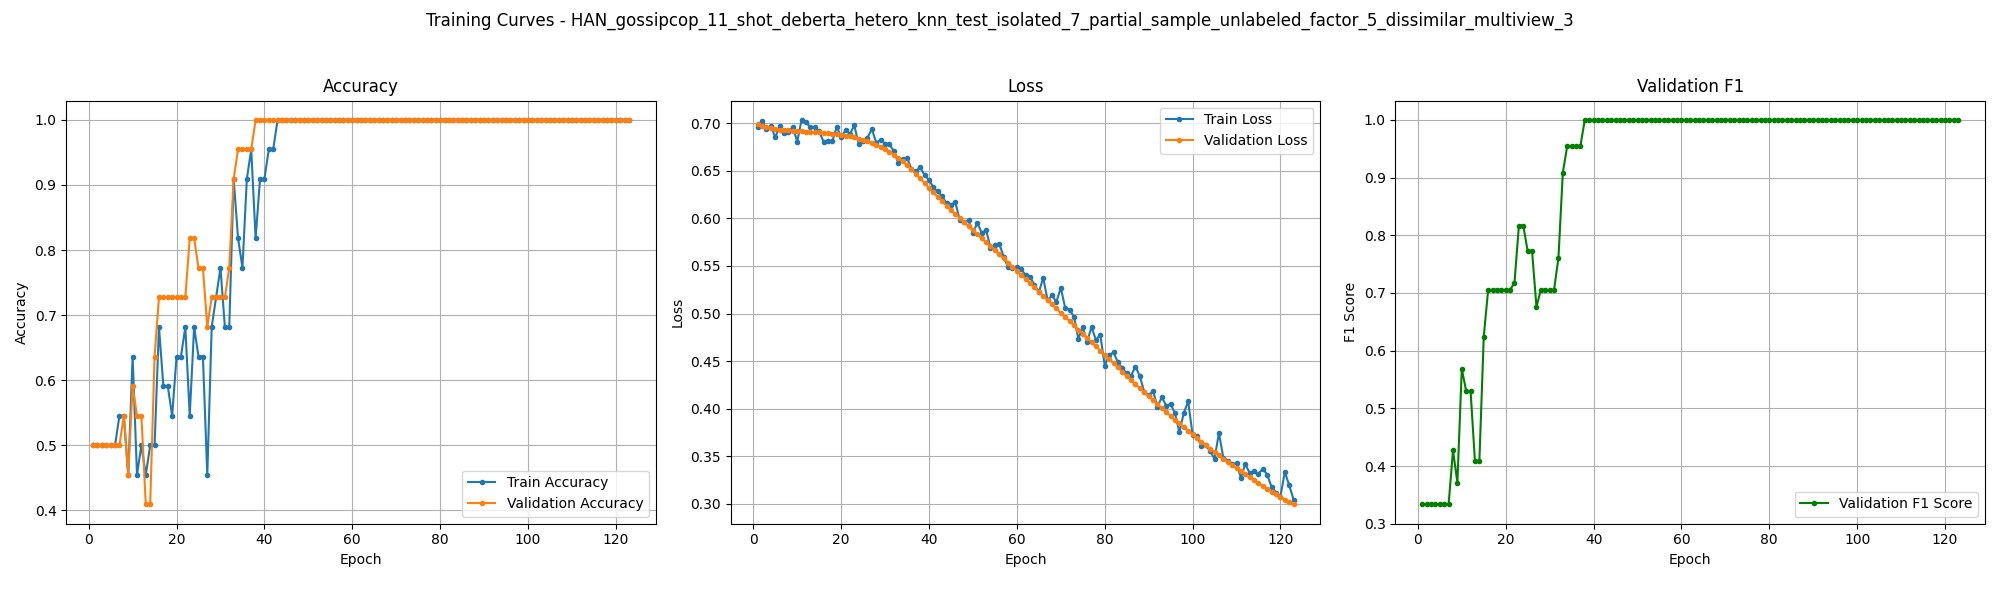 Training Curves - HAN_gossipcop_11_shot_deberta_hetero_knn_test_isolated_7_partial_sample_unlabeled_factor_5_dissimilar_multiview_3
Accuracy
1.0
0.9
0.8
0.7
0.6
0.5
0.4
Accuracy
Train Accuracy
Validation Accuracy
0 20 40 60 80 100 120
Epoch
Loss
0.70
0.65
0.60
0.55
0.50
0.45
0.40
0.35
0.30
Loss
Train Loss
Validation Loss
0 20 40 60 80 100 120
Epoch
Validation F1
1.0
0.9
0.8
0.7
0.6
0.5
0.4
0.3
F1 Score
Validation F1 Score
0 20 40 60 80 100 120
Epoch